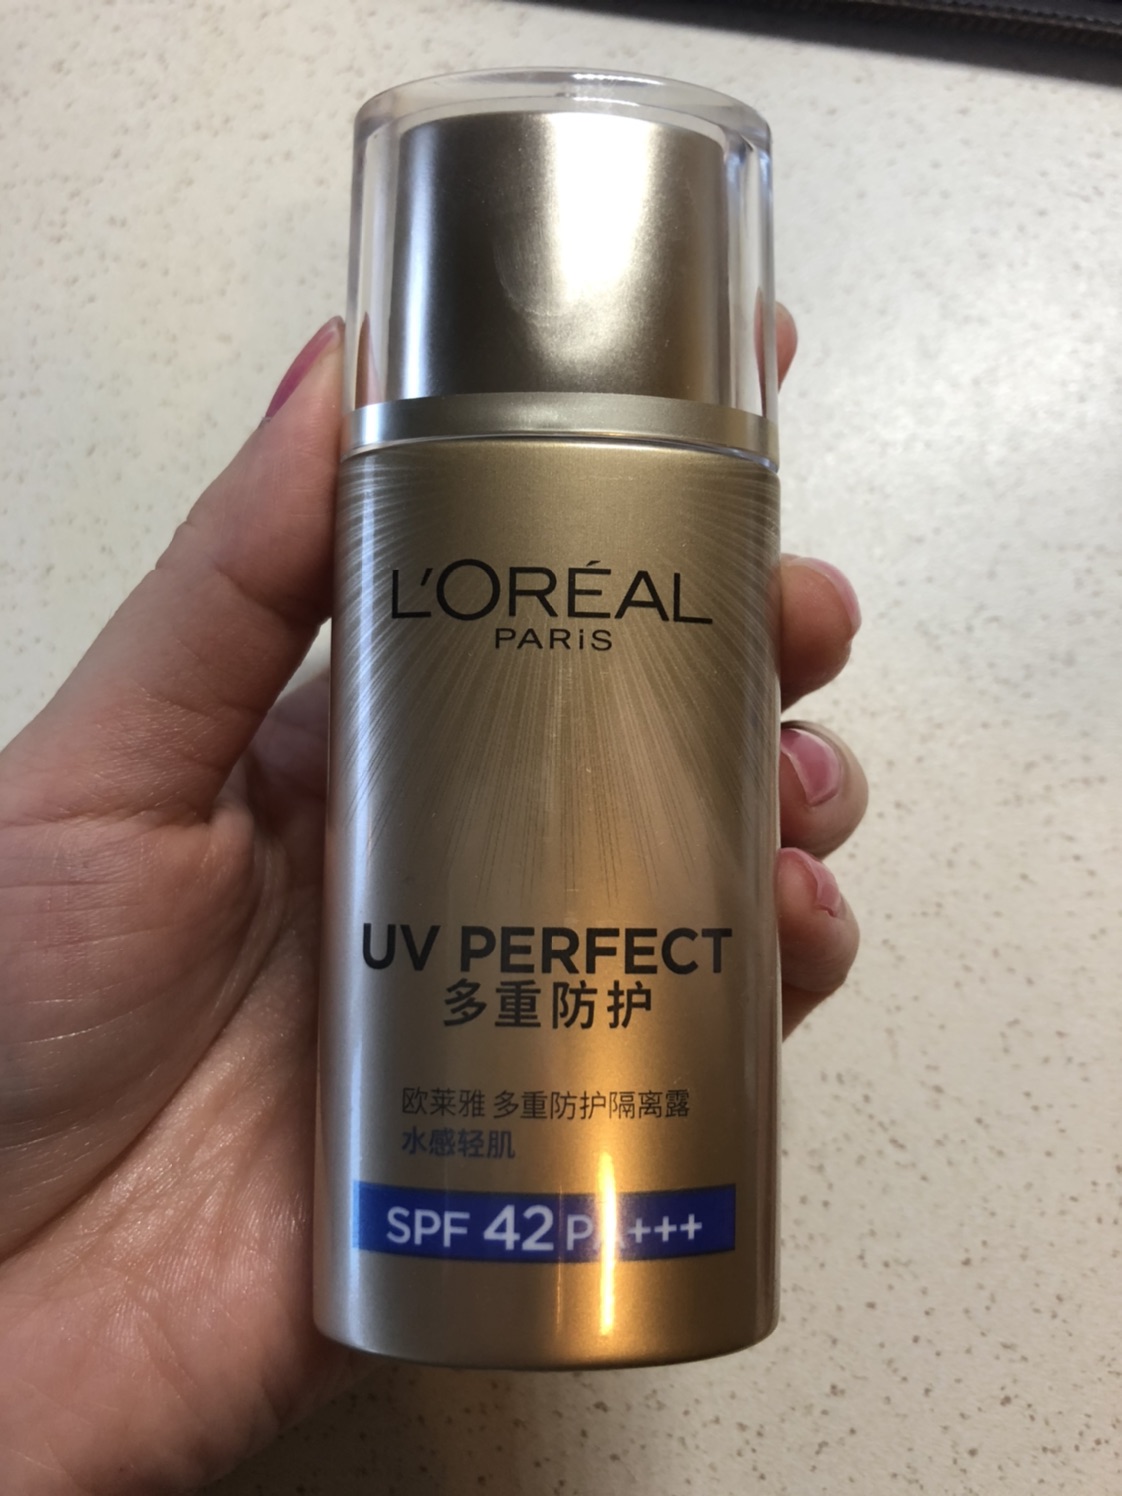 L'ORÉAL
PARiS
UV PERFECT
多重防护
欧莱雅 多重防护隔离露
水感轻肌
SPF 42 PA+++